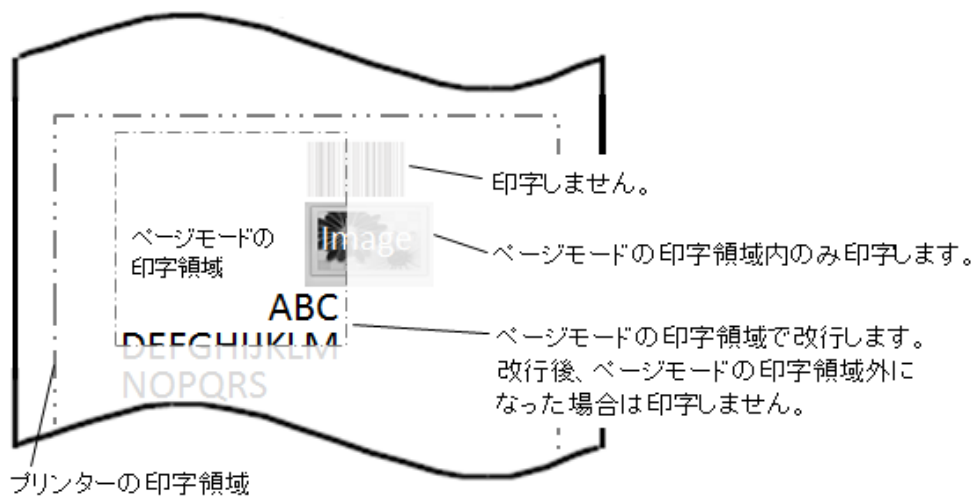 印字しません。
ページモードの
印字領域
Image
ページモードの印字領域内のみ印字します。
ABC
DEFGHIJKLM
NOPQRS
ページモードの印字領域で改行します。
改行後、ページモードの印字領域外に
なった場合は印字しません。
プリンターの印字領域